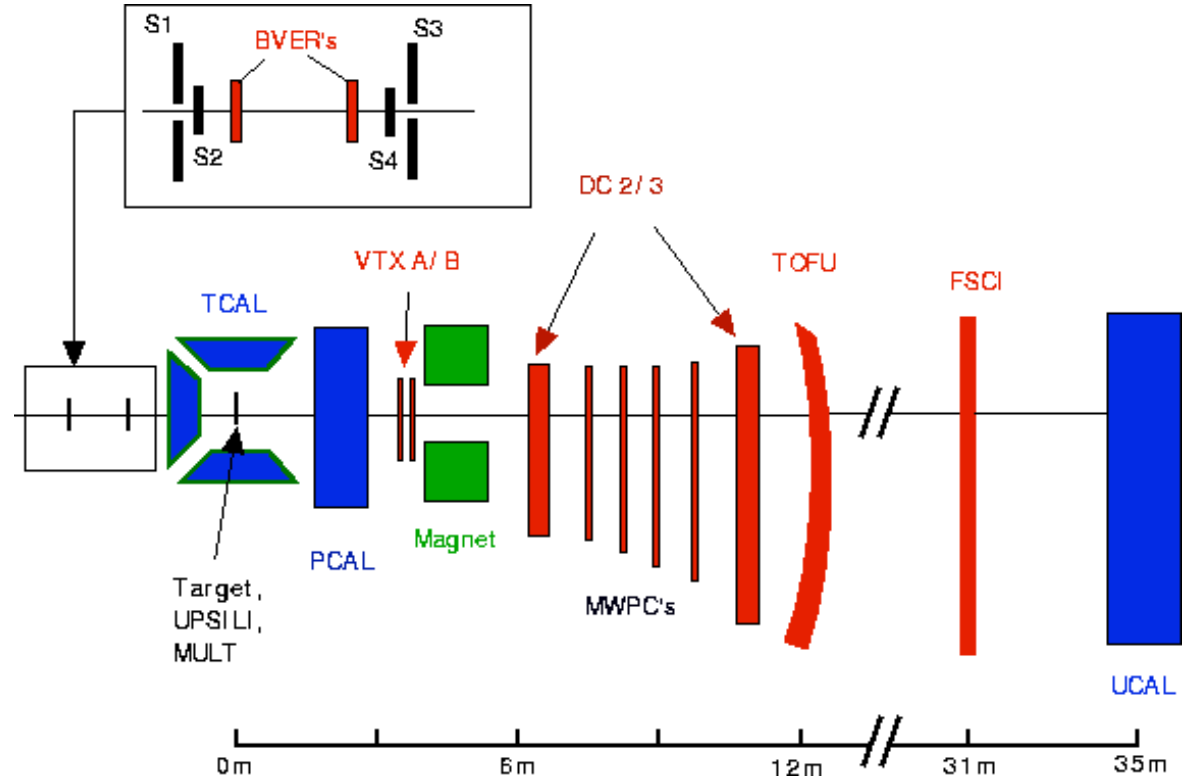 S1
BVER's
S3
S2
S4
DC 2/ 3
VTX A/ B
TOFU
FSCI
TCAL
Magnet
PCAL
Target,
UPSILI,
MULT
MWPC's
UCAL
0m
6m
12m
31m
35m